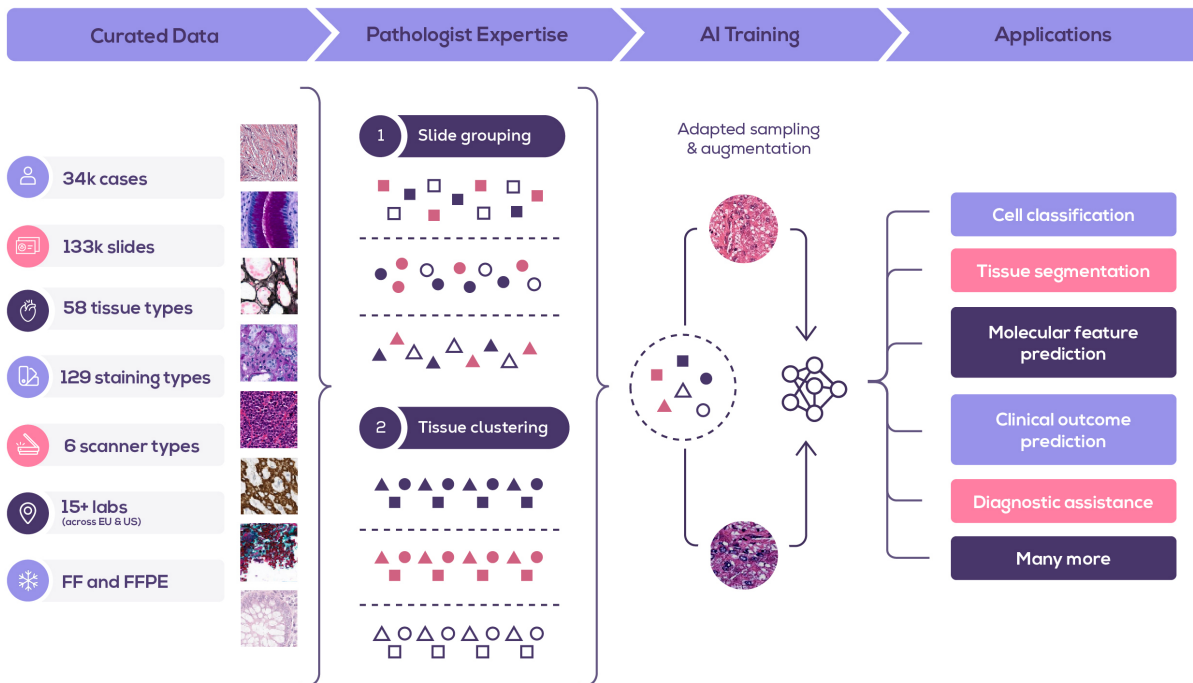 Curated Data
Pathologist Expertise
AI Training
Applications
34k cases
133k slides
58 tissue types
129 staining types
6 scanner types
15+ labs
(across EU & US)
FF and FFPE
1 Slide grouping
2 Tissue clustering
Adapted sampling
& augmentation
Cell classification
Tissue segmentation
Molecular feature
prediction
Clinical outcome
prediction
Diagnostic assistance
Many more